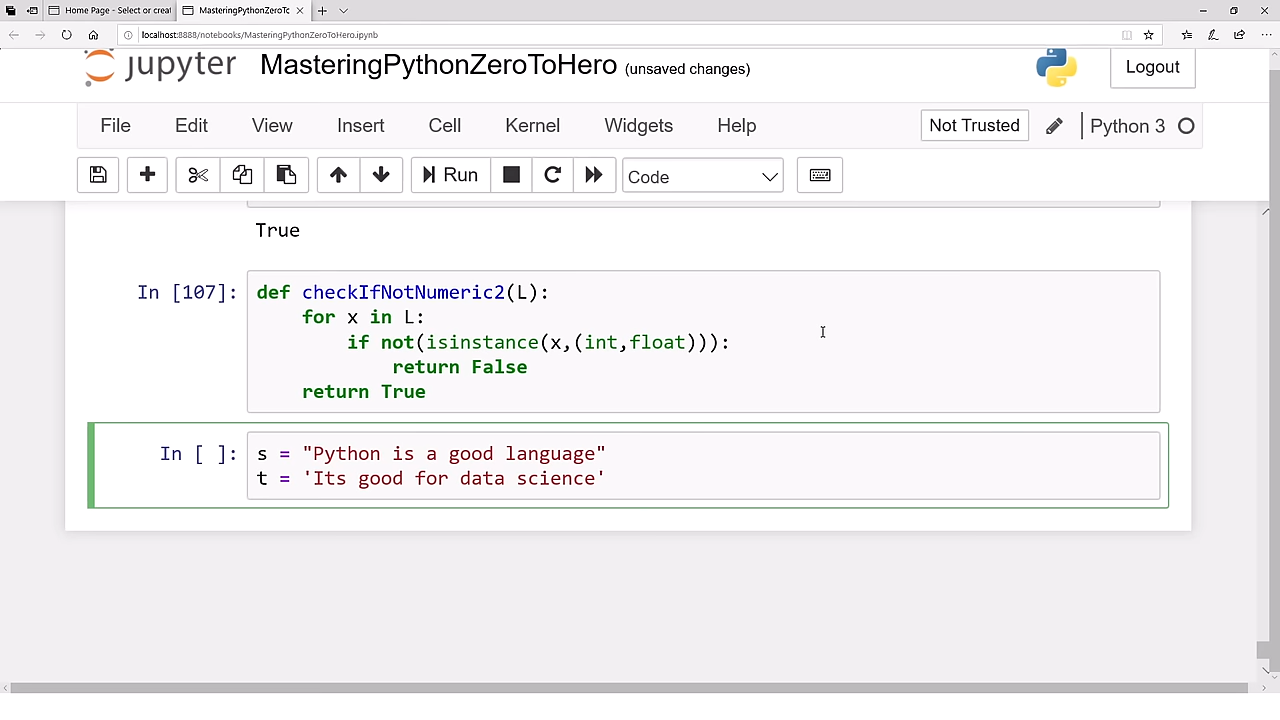 Home Page - Select or creat
MasteringPythonZeroTc
localhost:8888/notebooks/MasteringPythonZeroToHero.ipynb
jupyter MasteringPythonZeroToHero (unsaved changes)
Logout
File Edit View Insert Cell Kernel Widgets Help
Not Trusted
Python 3
Run
Code
True
In [107]:
def checkIfNotNumeric2(L):
    for x in L:
        if not(isinstance(x,(int,float))):
            return False
    return True
In [ ]:
s = "Python is a good language"
t = 'Its good for data science'